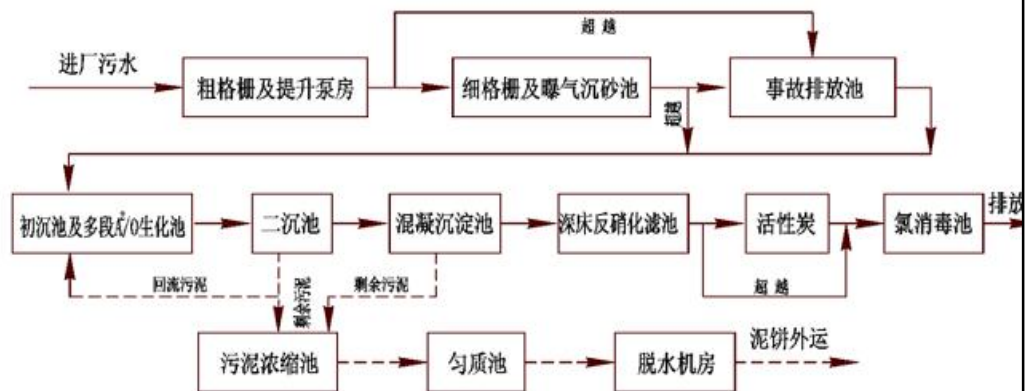 超 越
进厂污水
粗格栅及提升泵房
细格栅及曝气沉砂池
超越
事故排放池
初沉池及多段A²/O生化池
二沉池
混凝沉淀池
深床反硝化滤池
活性炭
氯消毒池
排放
回流污泥
剩余污泥
剩余污泥
超 越
污泥浓缩池
匀质池
脱水机房
泥饼外运